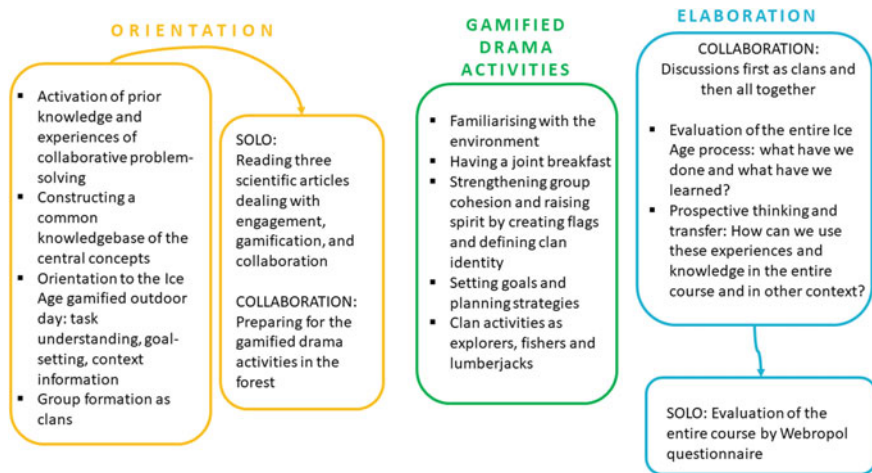 ORIENTATION
▪ Activation of prior
knowledge and
experiences of
collaborative problem-
solving
▪ Constructing a
common
knowledgebase of the
central concepts
▪ Orientation to the Ice
Age gamified outdoor
day: task
understanding, goal-
setting, context
information
▪ Group formation as
clans
SOLO:
Reading three
scientific articles
dealing with
engagement,
gamification, and
collaboration
COLLABORATION:
Preparing for the
gamified drama
activities in the
forest
GAMIFIED
DRAMA
ACTIVITIES
▪ Familiarising with the
environment
▪ Having a joint breakfast
▪ Strengthening group
cohesion and raising
spirit by creating flags
and defining clan
identity
▪ Setting goals and
planning strategies
▪ Clan activities as
explorers, fishers and
lumberjacks
ELABORATION
COLLABORATION:
Discussions first as clans and
then all together
▪ Evaluation of the entire Ice
Age process: what have we
done and what have we
learned?
▪ Prospective thinking and
transfer: How can we use
these experiences and
knowledge in the entire
course and in other context?
SOLO: Evaluation of the
entire course by Webropol
questionnaire